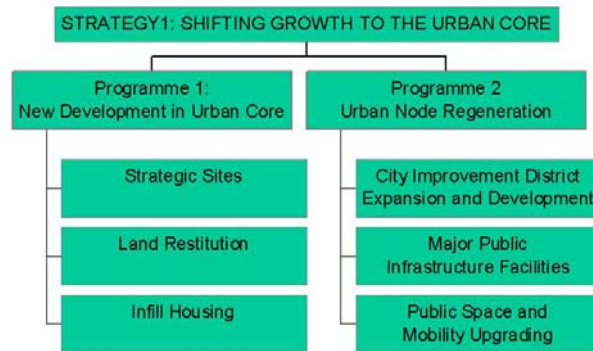 STRATEGY1: SHIFTING GROWTH TO THE URBAN CORE
Programme 1:
New Development in Urban Core
Programme 2
Urban Node Regeneration
Strategic Sites
Land Restitution
Infill Housing
City Improvement District
Expansion and Development
Major Public
Infrastructure Facilities
Public Space and
Mobility Upgrading